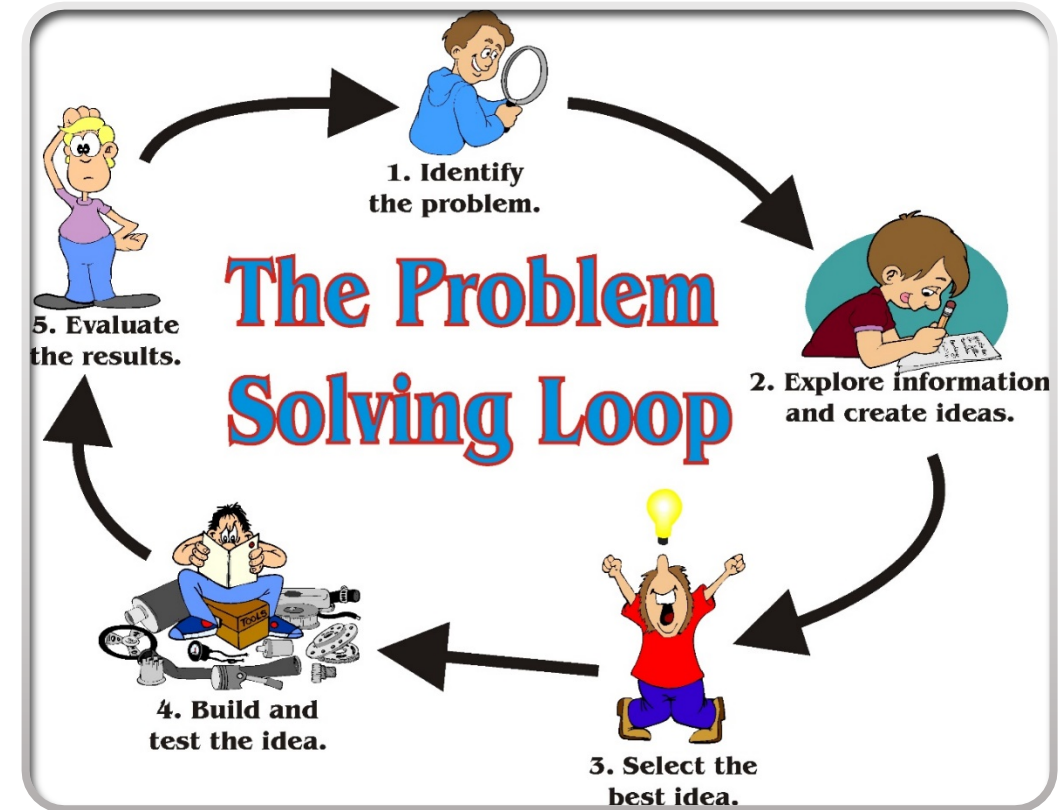 The Problem
Solving Loop
1. Identify
the problem.
2. Explore information
and create ideas.
3. Select the
best idea.
4. Build and
test the idea.
TOOLS
5. Evaluate
the results.